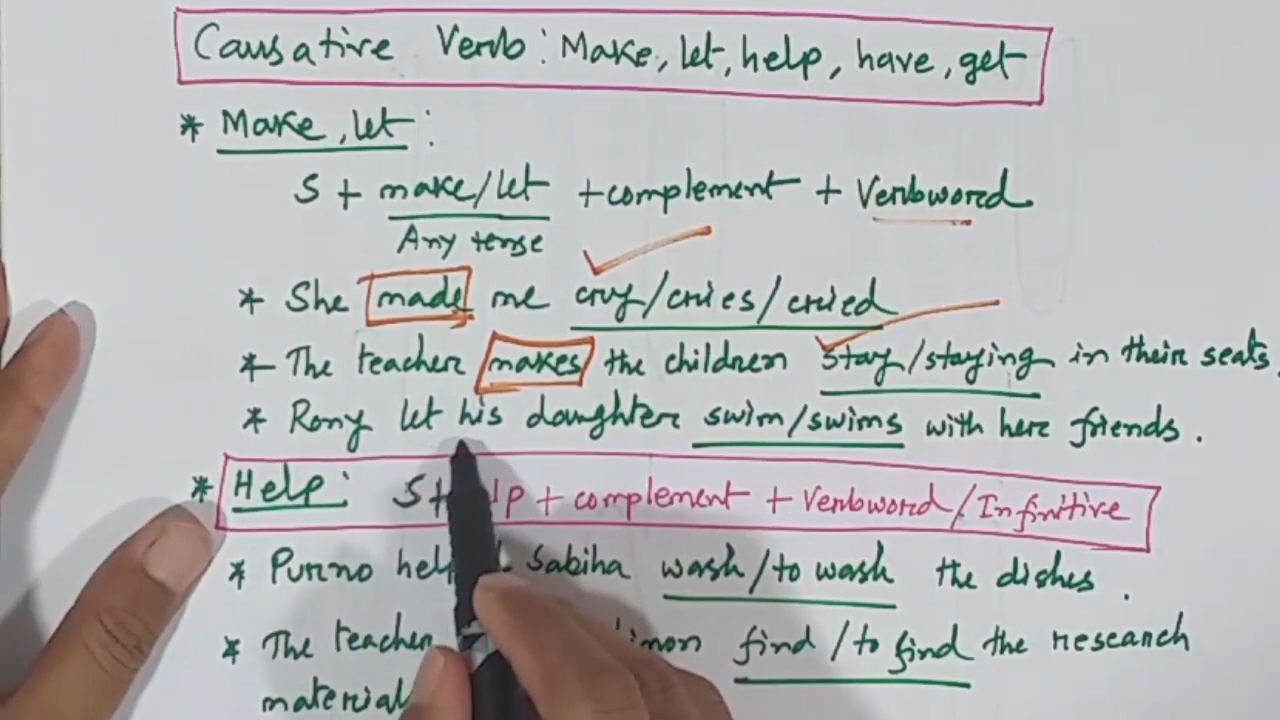 Causative Verb: Make, let, help, have, get
* Make, let:
S + make/let + complement + Verbword
Any tense
* She made me cry/cries/cried
* The teacher makes the children stay/staying in their seats.
* Rony let his daughter swim/swims with her friends.
* Help: S + + complement + Verbword/Infinitive
* Purno Sabiha wash/to wash the dishes.
* The teacher find/to find the research
material